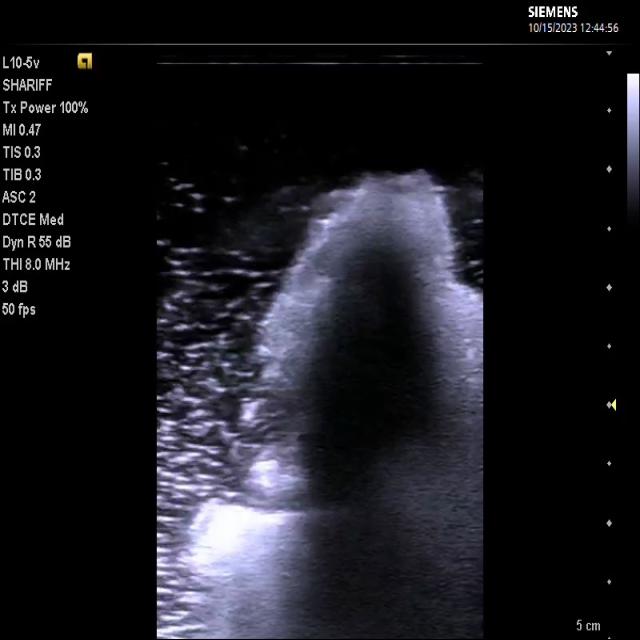 SIEMENS
10/15/2023 12:44:56
L10-5v
SHARIFF
Tx Power 100%
MI 0.47
TIS 0.3
TIB 0.3
ASC 2
DTCE Med
Dyn R 55 dB
THI 8.0 MHz
3 dB
50 fps
5 cm